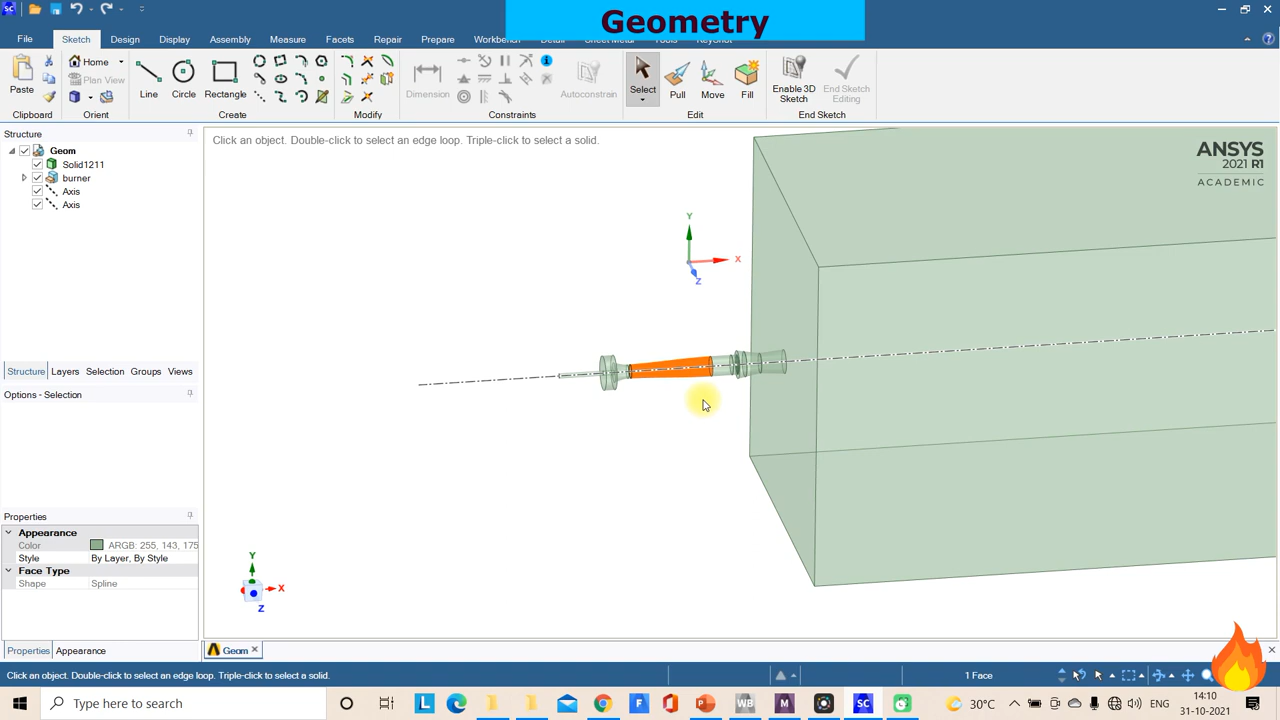 Geometry
File
Sketch
Design
Display
Assembly
Measure
Facets
Repair
Prepare
Workbench
Detail
Sheet Metal
Tools
KeyShot
Paste
Home
Plan View
Line
Circle
Rectangle
Dimension
Autoconstrain
Select
Pull
Move
Fill
Enable 3D Sketch
End Sketch Editing
Clipboard
Orient
Create
Modify
Constraints
Edit
End Sketch
Structure
Geom
Solid1211
burner
Axis
Axis
Structure Layers Selection Groups Views
Options - Selection
Properties
Appearance
Color ARGB: 255, 143, 175
Style By Layer, By Style
Face Type
Shape Spline
Properties Appearance
Click an object. Double-click to select an edge loop. Triple-click to select a solid.
ANSYS
2021 R1
ACADEMIC
Y
X
Z
Y
X
Z
Geom
Click an object. Double-click to select an edge loop. Triple-click to select a solid.
1 Face
Type here to search
30°C
ENG
14:10
31-10-2021